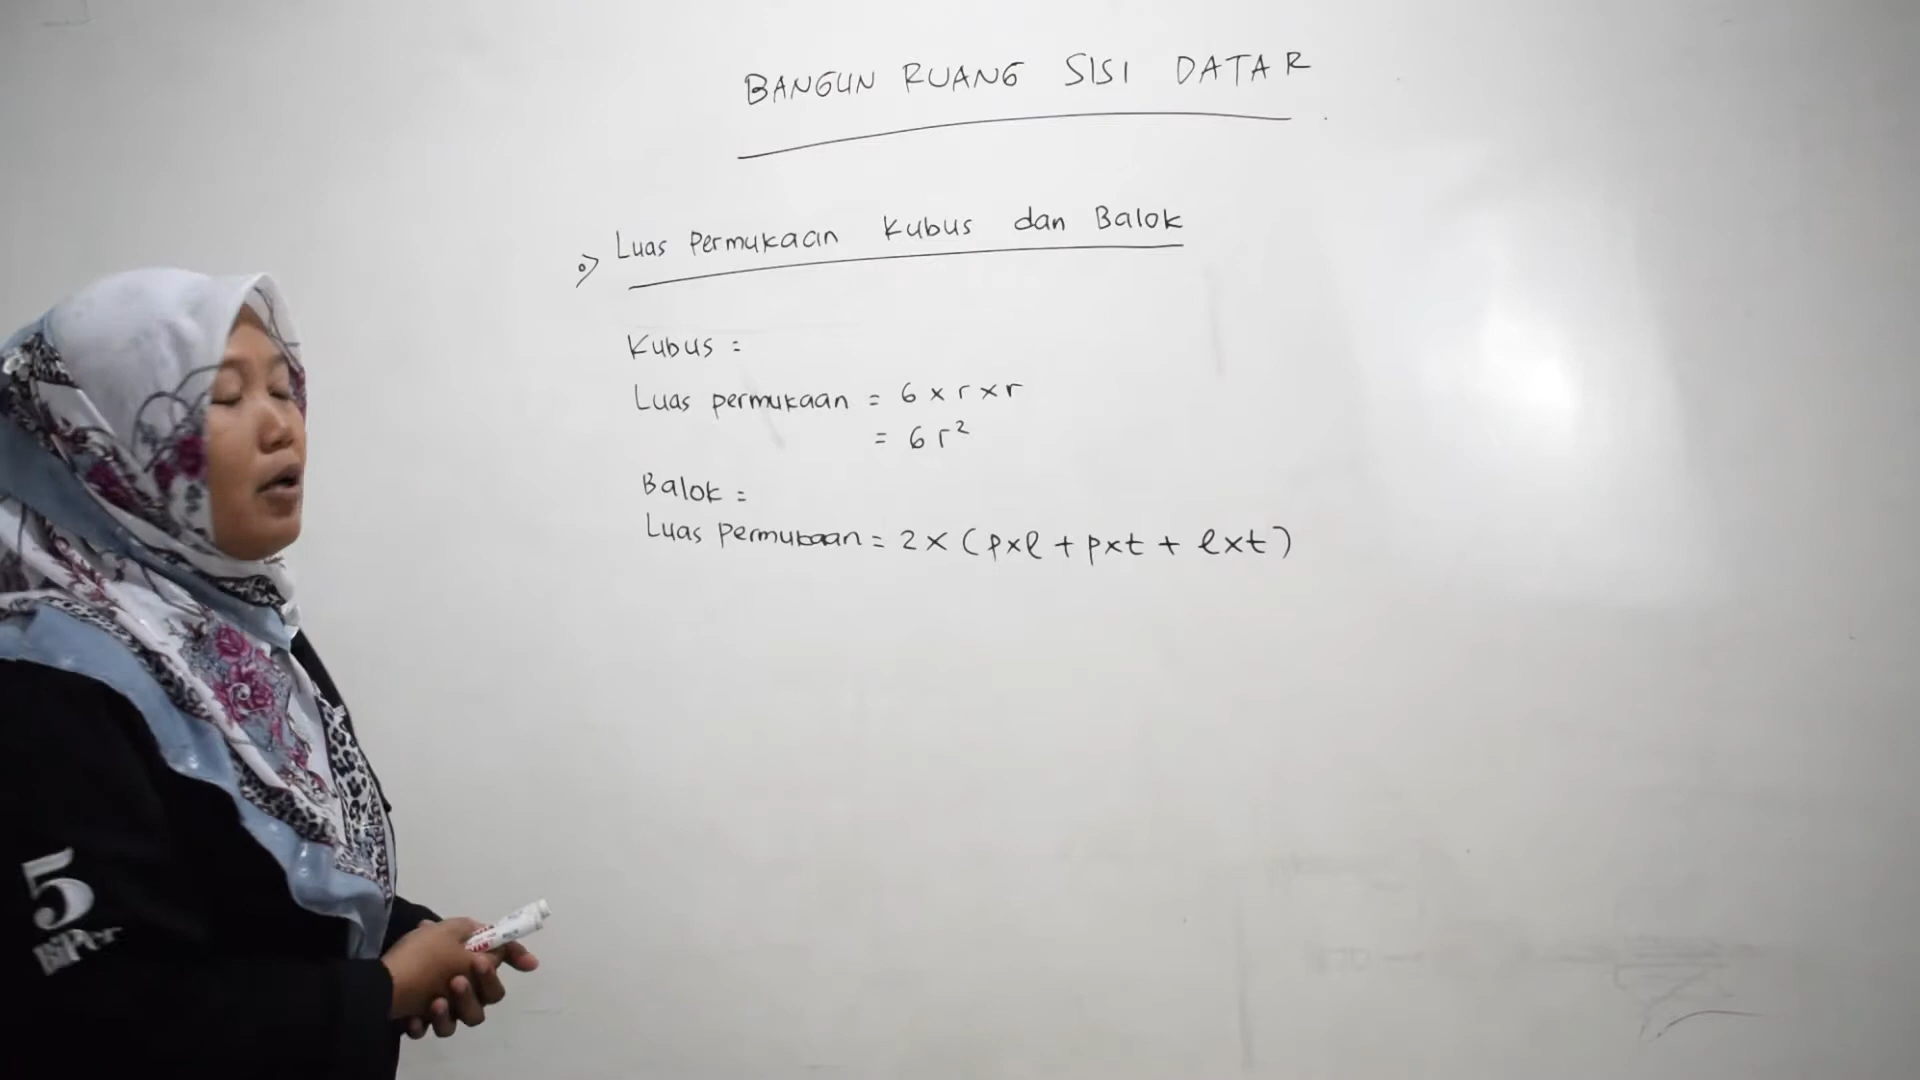 BANGUN RUANG SISI DATAR
Luas Permukaan Kubus dan Balok
Kubus :
Luas permukaan = 6 x r x r
= 6 r²
Balok :
Luas Permukaan = 2 x ( p x l + p x t + l x t )
5